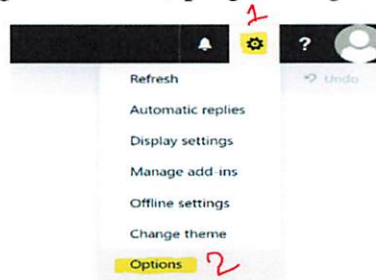 1
?
Refresh
Undo
Automatic replies
Display settings
Manage add-ins
Offline settings
Change theme
Options 2